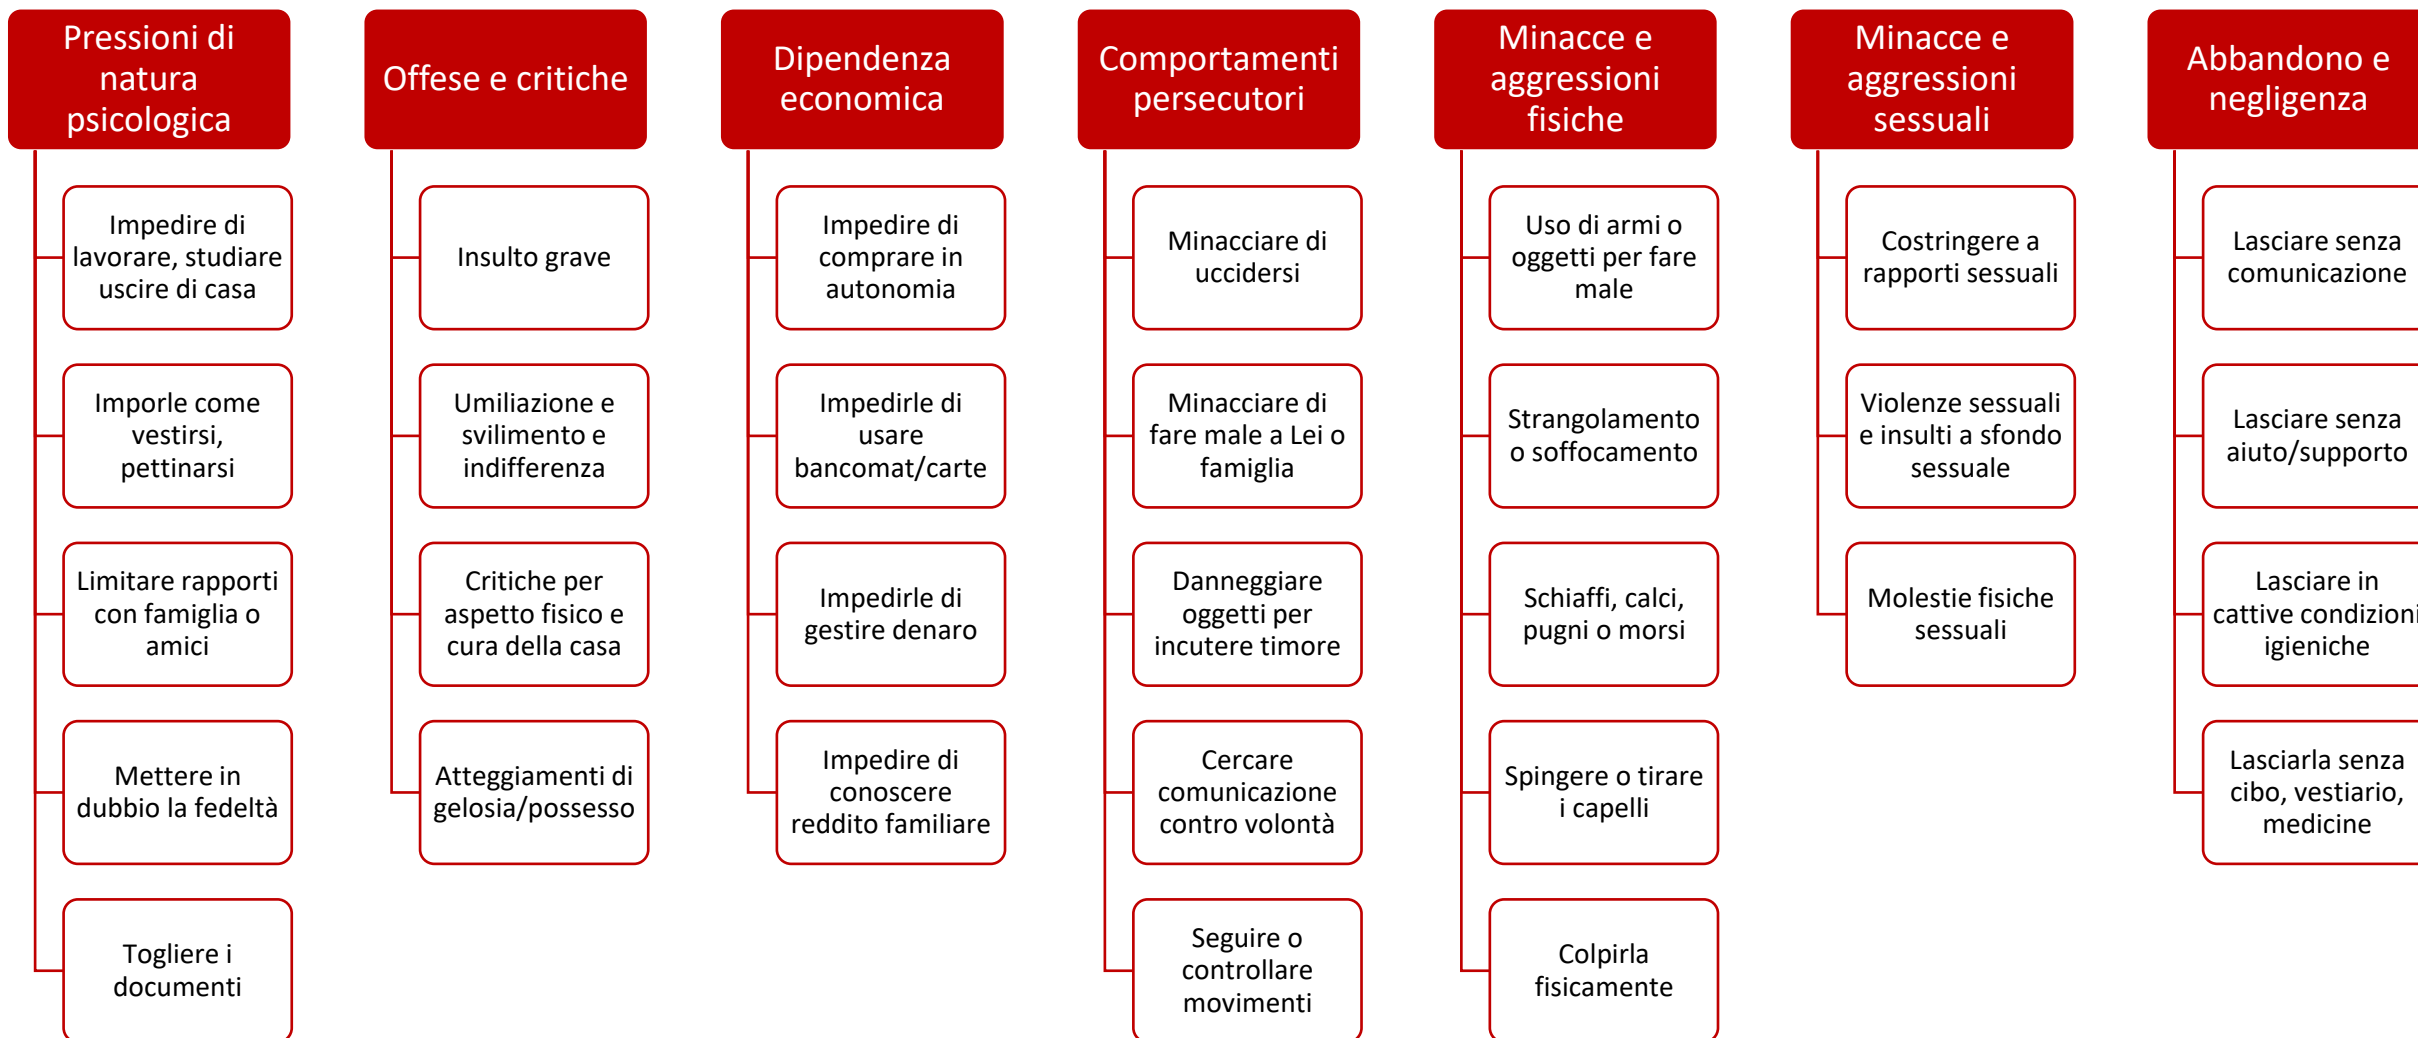 Pressioni di
natura
psicologica
Impedire di
lavorare, studiare
uscire di casa
Imporle come
vestirsi,
pettinarsi
Limitare rapporti
con famiglia o
amici
Mettere in
dubbio la fedeltà
Togliere i
documenti
Offese e critiche
Insulto grave
Umiliazione e
svilimento e
indifferenza
Critiche per
aspetto fisico e
cura della casa
Atteggiamenti di
gelosia/possesso
Dipendenza
economica
Impedire di
comprare in
autonomia
Impedirle di
usare
bancomat/carte
Impedirle di
gestire denaro
Impedire di
conoscere
reddito familiare
Comportamenti
persecutori
Minacciare di
uccidersi
Minacciare di
fare male a Lei o
famiglia
Danneggiare
oggetti per
incutere timore
Cercare
comunicazione
contro volontà
Seguire o
controllare
movimenti
Minacce e
aggressioni
fisiche
Uso di armi o
oggetti per fare
male
Strangolamento
o soffocamento
Schiaffi, calci,
pugni o morsi
Spingere o tirare
i capelli
Colpirla
fisicamente
Minacce e
aggressioni
sessuali
Costringere a
rapporti sessuali
Violenze sessuali
e insulti a sfondo
sessuale
Molestie fisiche
sessuali
Abbandono e
negligenza
Lasciare senza
comunicazione
Lasciare senza
aiuto/supporto
Lasciare in
cattive condizioni
igieniche
Lasciarla senza
cibo, vestiario,
medicine